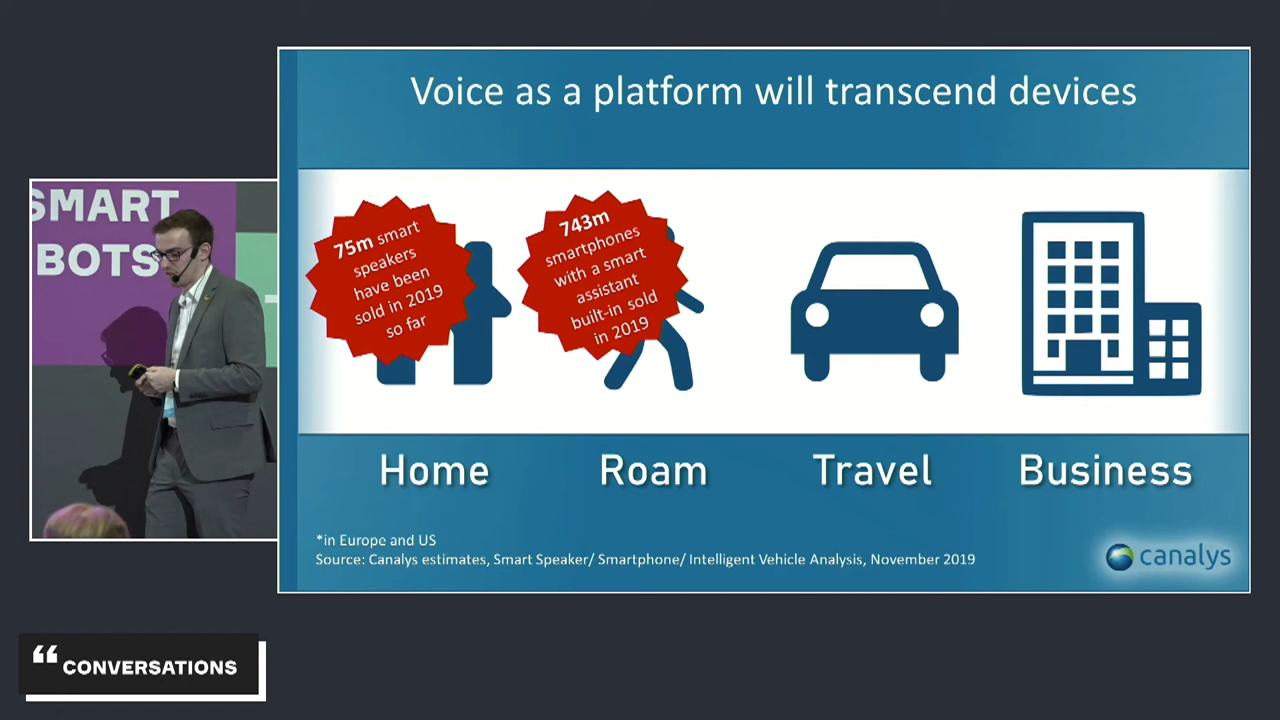 Voice as a platform will transcend devices
SMART
BOTS
75m smart
speakers
have been
sold in 2019
so far
743m
smartphones
with a smart
assistant
built-in sold
in 2019
Home
Roam
Travel
Business
*in Europe and US
Source: Canalys estimates, Smart Speaker/ Smartphone/ Intelligent Vehicle Analysis, November 2019
canalys
“ CONVERSATIONS